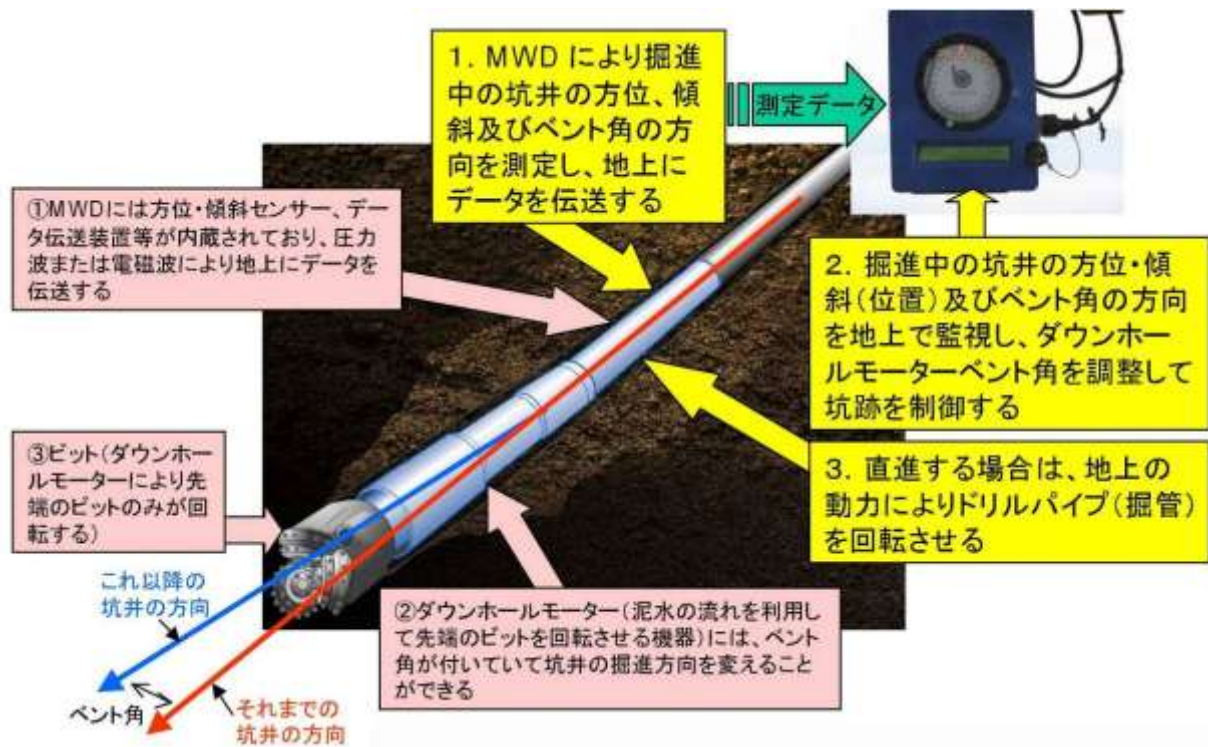 1. MWD により掘進
中の坑井の方位、傾
斜及びベント角の方
向を測定し、地上に
データを伝送する
測定データ
①MWDには方位・傾斜センサー、デー
タ伝送装置等が内蔵されており、圧力
波または電磁波により地上にデータを
伝送する
2. 掘進中の坑井の方位・傾
斜(位置)及びベント角の方向
を地上で監視し、ダウンホー
ルモーターベント角を調整して
坑跡を制御する
③ビット(ダウンホー
ルモーターにより先
端のビットのみが回
転する)
3. 直進する場合は、地上の
動力によりドリルパイプ(掘管)
を回転させる
これ以降の
坑井の方向
②ダウンホールモーター(泥水の流れを利用し
て先端のビットを回転させる機器)には、ベント
角が付いていて坑井の掘進方向を変えること
ができる
ベント角
それまでの
坑井の方向